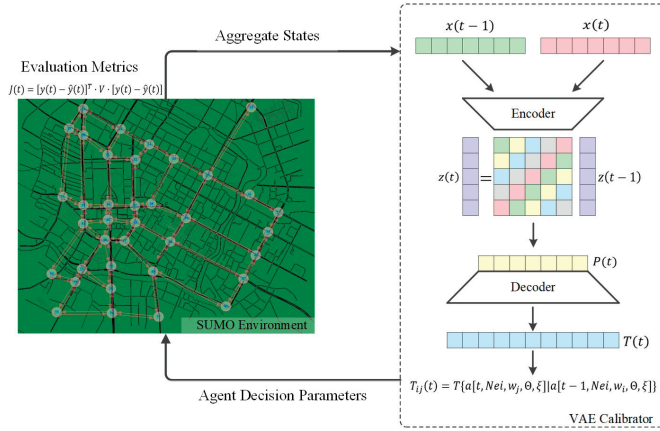 Aggregate States
Evaluation Metrics
J(t) = [y(t) − ŷ(t)]ᵀ · V · [y(t) − ŷ(t)]
SUMO Environment
Agent Decision Parameters
x(t−1)
x(t)
Encoder
z(t) = z(t−1)
P(t)
Decoder
T(t)
Tᵢⱼ(t) = T{a[t, Nei, wⱼ, Θ, ξ]|a[t − 1, Nei, wᵢ, Θ, ξ]}
VAE Calibrator